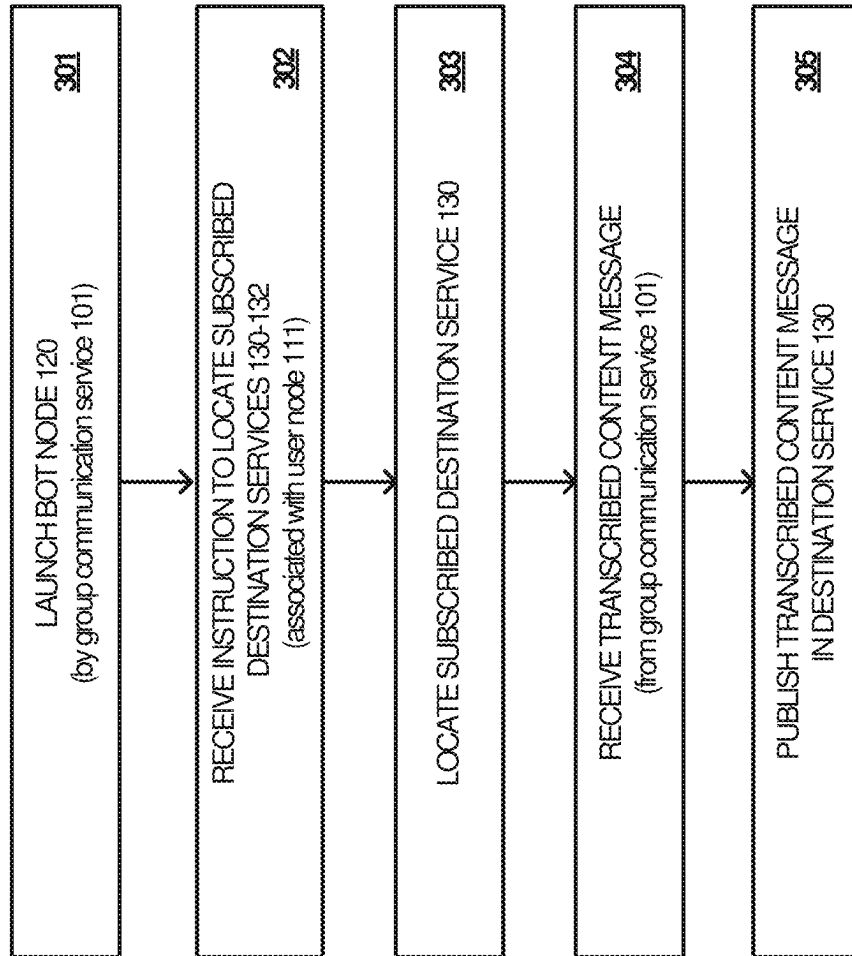 LAUNCH BOT NODE 120
(by group communication service 101)
301
RECEIVE INSTRUCTION TO LOCATE SUBSCRIBED
DESTINATION SERVICES 130-132
(associated with user node 111)
302
LOCATE SUBSCRIBED DESTINATION SERVICE 130
303
RECEIVE TRANSCRIBED CONTENT MESSAGE
(from group communication service 101)
304
PUBLISH TRANSCRIBED CONTENT MESSAGE
IN DESTINATION SERVICE 130
305